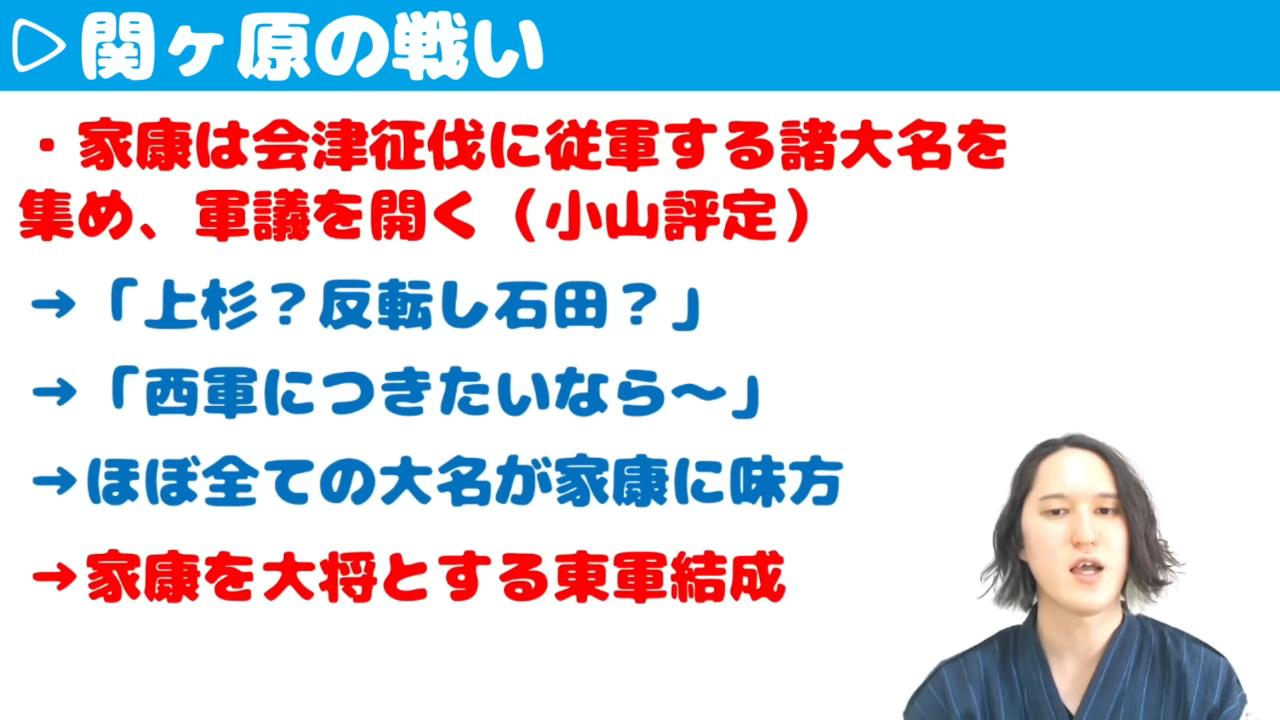 ▷関ヶ原の戦い
・家康は会津征伐に従軍する諸大名を
集め、軍議を開く（小山評定）
→「上杉？反転し石田？」
→「西軍につきたいなら〜」
→ほぼ全ての大名が家康に味方
→家康を大将とする東軍結成